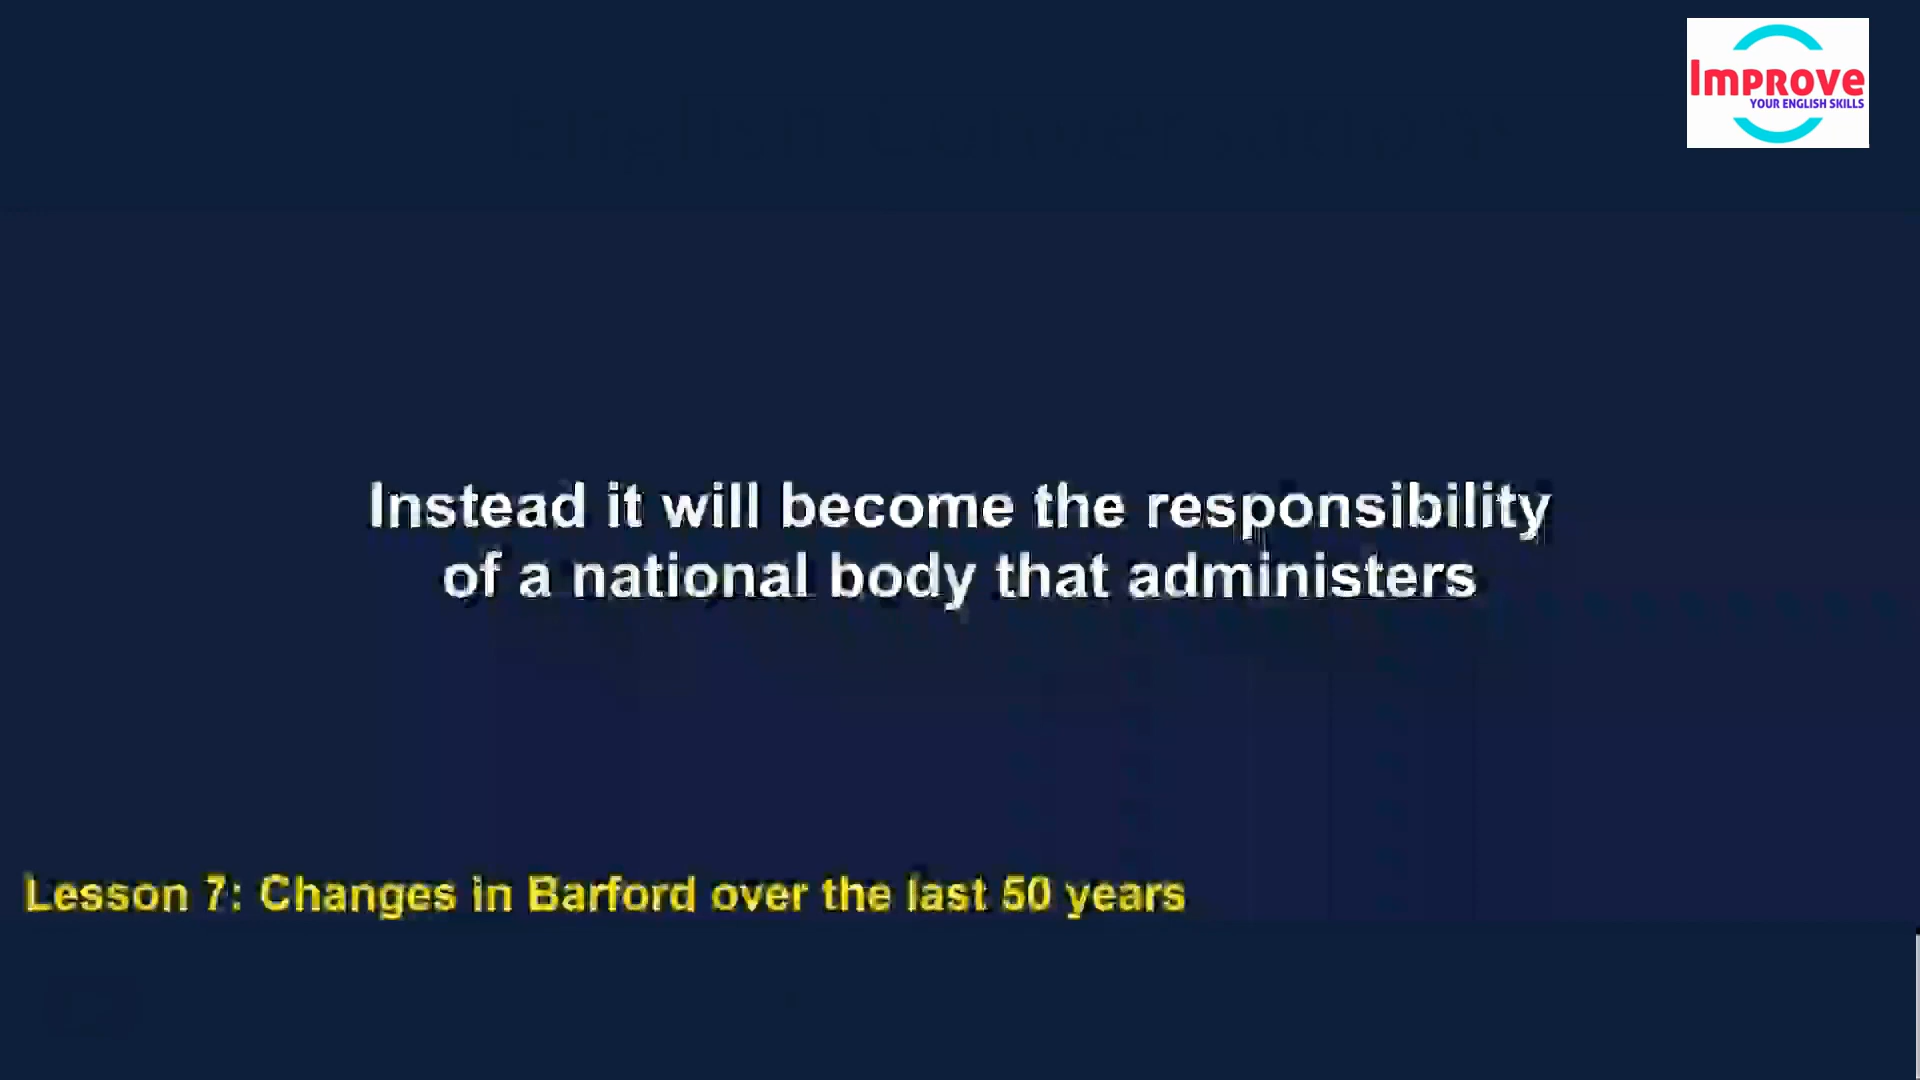 Improve
YOUR ENGLISH SKILLS
Instead it will become the responsibility
of a national body that administers
Lesson 7: Changes in Barford over the last 50 years